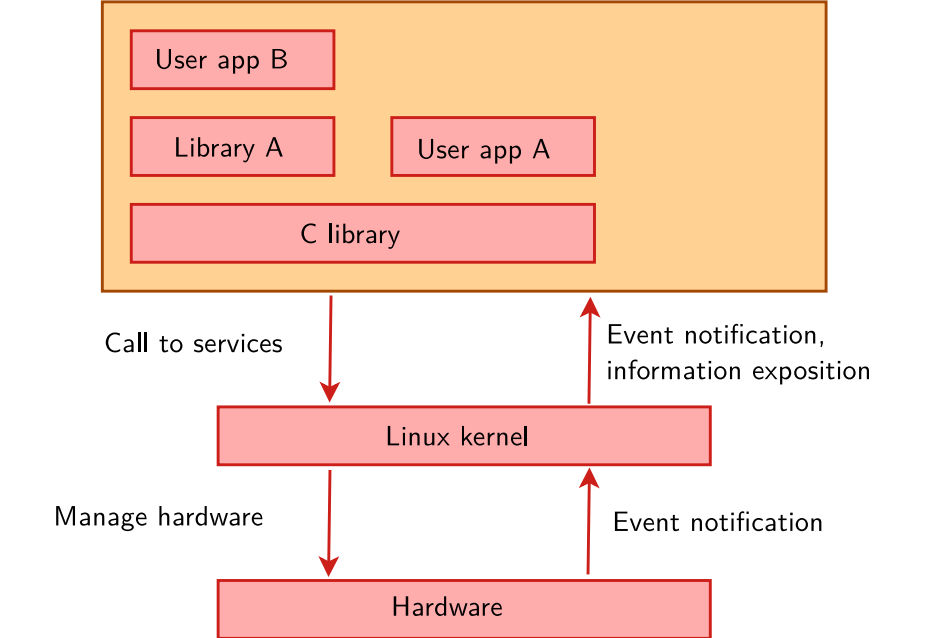 User app B
Library A
User app A
C library
Call to services
Event notification,
information exposition
Linux kernel
Manage hardware
Event notification
Hardware